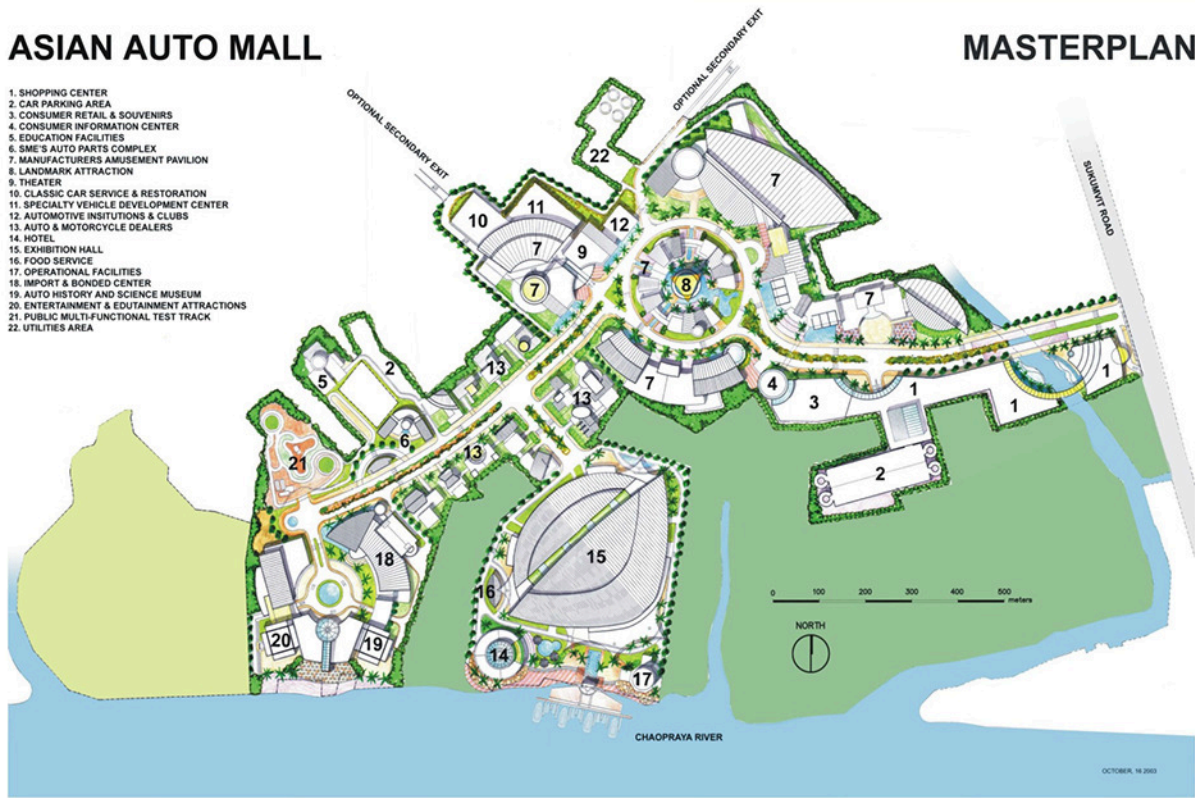 ASIAN AUTO MALL
MASTERPLAN
1. SHOPPING CENTER
2. CAR PARKING AREA
3. CONSUMER RETAIL & SOUVENIRS
4. CONSUMER INFORMATION CENTER
5. EDUCATION FACILITIES
6. SME'S AUTO PARTS COMPLEX
7. MANUFACTURERS AMUSEMENT PAVILION
8. LANDMARK ATTRACTION
9. THEATER
10. CLASSIC CAR SERVICE & RESTORATION
11. SPECIALTY VEHICLE DEVELOPMENT CENTER
12. AUTOMOTIVE INSITUTIONS & CLUBS
13. AUTO & MOTORCYCLE DEALERS
14. HOTEL
15. EXHIBITION HALL
16. FOOD SERVICE
17. OPERATIONAL FACILITIES
18. IMPORT & BONDED CENTER
19. AUTO HISTORY AND SCIENCE MUSEUM
20. ENTERTAINMENT & EDUTAINMENT ATTRACTIONS
21. PUBLIC MULTI-FUNCTIONAL TEST TRACK
22. UTILITIES AREA
OPTIONAL SECONDARY EXIT
OPTIONAL SECONDARY EXIT
SUKUMVIT ROAD
22
7
11
10
12
7
9
7
7
8
7
13
5
2
7
4
3
1
1
1
13
6
13
21
2
15
18
16
20
19
14
17
0 100 200 300 400 500 meters
NORTH
CHAOPRAYA RIVER
OCTOBER, 16 2003